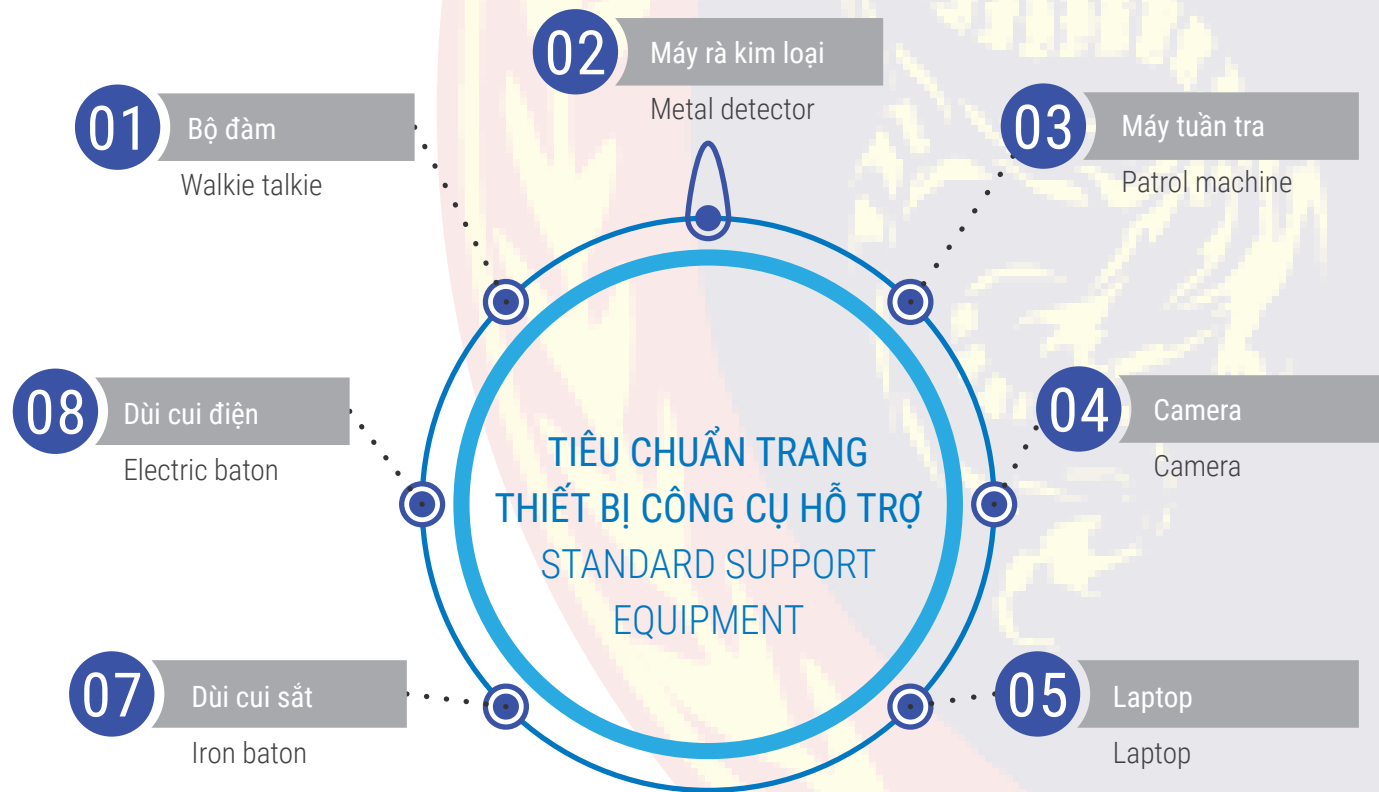 01
Bộ đàm
Walkie talkie
02
Máy rà kim loại
Metal detector
03
Máy tuần tra
Patrol machine
04
Camera
Camera
05
Laptop
Laptop
07
Dùi cui sắt
Iron baton
08
Dùi cui điện
Electric baton
TIÊU CHUẨN TRANG
THIẾT BỊ CÔNG CỤ HỖ TRỢ
STANDARD SUPPORT
EQUIPMENT